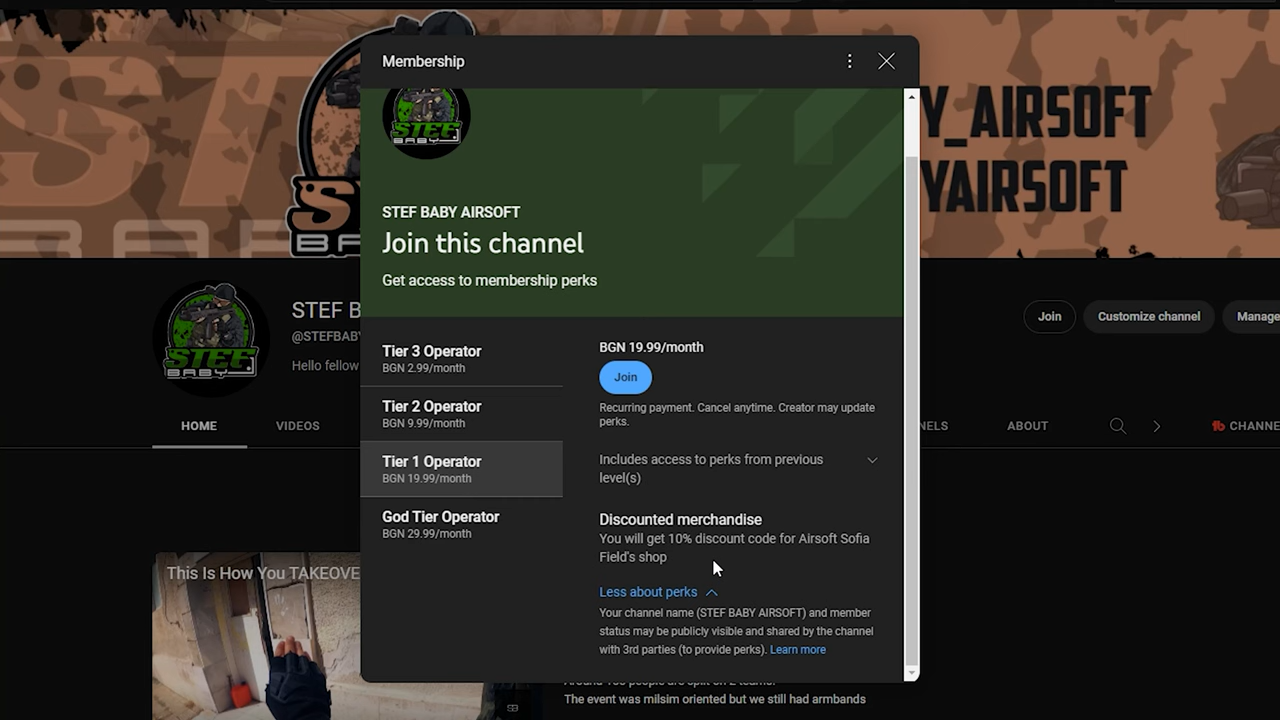 Membership
STEF
BABY
STEF BABY AIRSOFT
Join this channel
Get access to membership perks
Tier 3 Operator
BGN 2.99/month
Tier 2 Operator
BGN 9.99/month
Tier 1 Operator
BGN 19.99/month
God Tier Operator
BGN 29.99/month
BGN 19.99/month
Join
Recurring payment. Cancel anytime. Creator may update
perks.
Includes access to perks from previous
level(s)
Discounted merchandise
You will get 10% discount code for Airsoft Sofia
Field's shop
Less about perks
Your channel name (STEF BABY AIRSOFT) and member
status may be publicly visible and shared by the channel
with 3rd parties (to provide perks). Learn more
Y_AIRSOFT
YAIRSOFT
STEF
BABY
STEF B
@STEFBABY
Hello fellow
Join
Customize channel
Manage
HOME
VIDEOS
NELS
ABOUT
CHANNE
This Is How You TAKEOVE
SB
The event was milsim oriented but we still had armbands